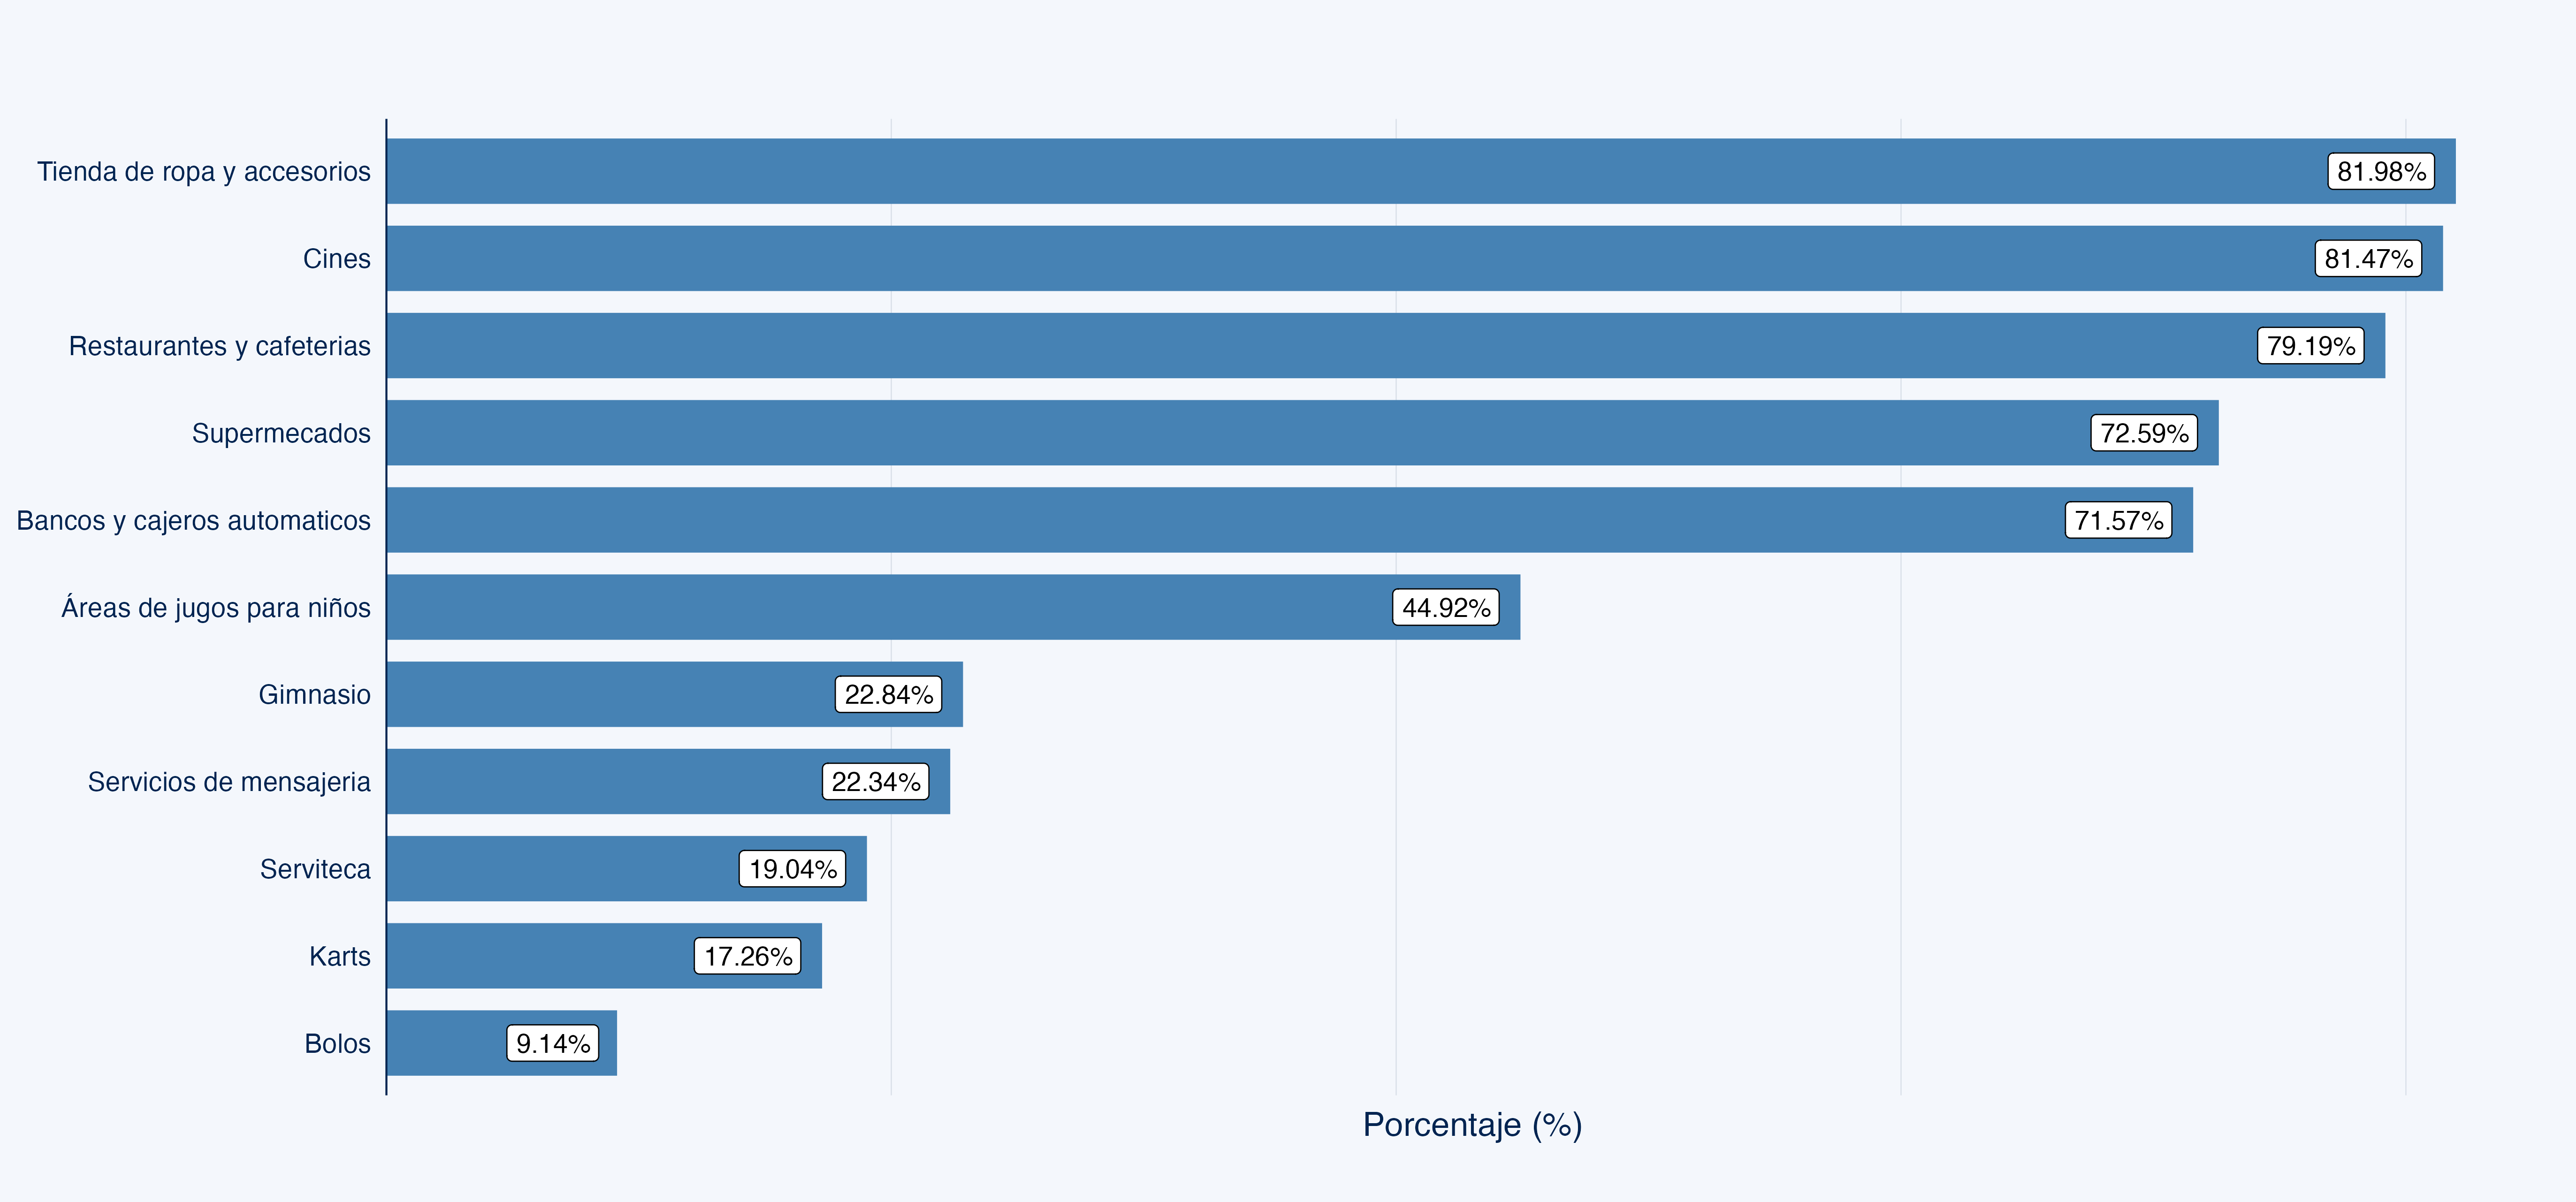 Tienda de ropa y accesorios 81.98%
Cines 81.47%
Restaurantes y cafeterias 79.19%
Supermecados 72.59%
Bancos y cajeros automaticos 71.57%
Áreas de jugos para niños 44.92%
Gimnasio 22.84%
Servicios de mensajeria 22.34%
Serviteca 19.04%
Karts 17.26%
Bolos 9.14%
Porcentaje (%)